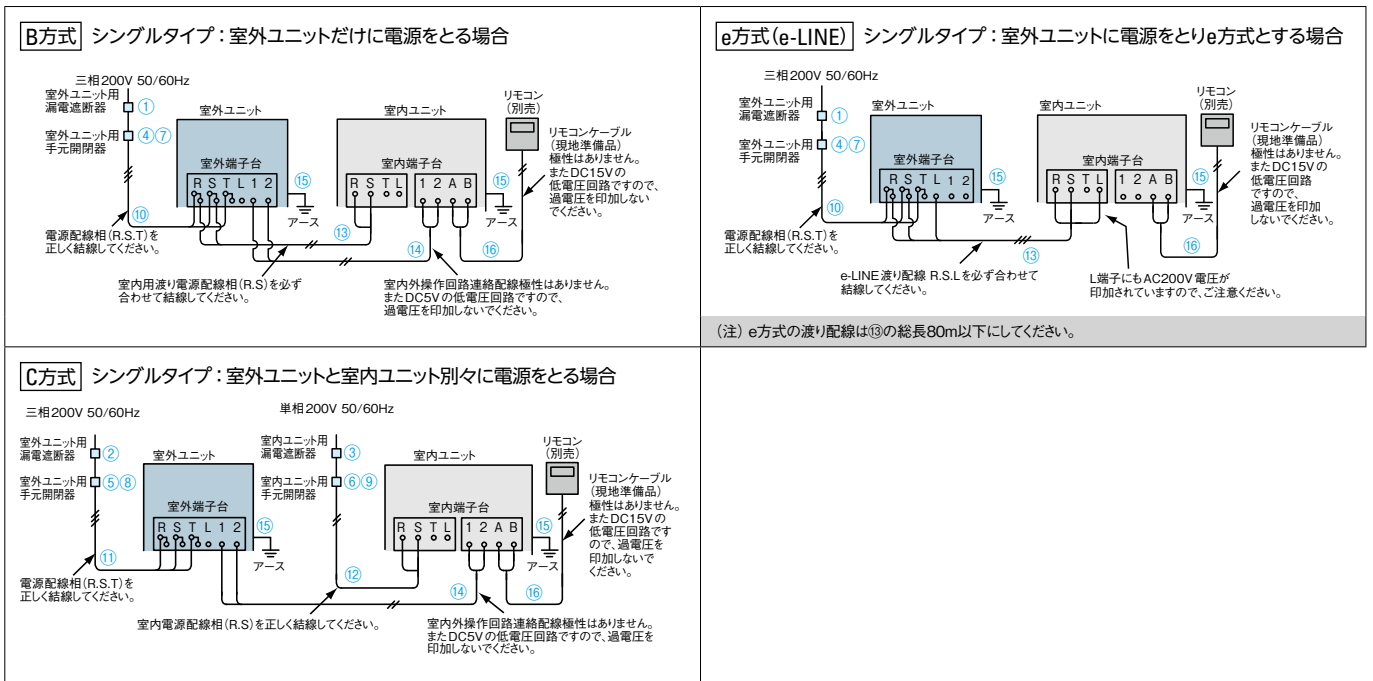 B方式 シングルタイプ：室外ユニットだけに電源をとる場合
三相200V 50/60Hz
室外ユニット用
漏電遮断器
①
室外ユニット用
手元開閉器
④⑦
室外ユニット
室外端子台
R S T L 1 2
⑮
アース
室内ユニット
室内端子台
R S T L
1 2 A B
⑮
アース
リモコン
（別売）
リモコンケーブル
（現地準備品）
極性はありません。
またDC15Vの
低電圧回路ですので、
過電圧を印加しない
でください。
⑩
電源配線相（R.S.T）を
正しく結線してください。
⑬
⑭
⑯
室内用渡り電源配線相（R.S）を必ず
合わせて結線してください。
室内外操作回路連絡配線極性はありません。
またDC5Vの低電圧回路ですので、
過電圧を印加しないでください。
e方式（e-LINE） シングルタイプ：室外ユニットに電源をとりe方式とする場合
三相200V 50/60Hz
室外ユニット用
漏電遮断器
①
室外ユニット用
手元開閉器
④⑦
室外ユニット
室外端子台
R S T L 1 2
⑮
アース
室内ユニット
室内端子台
R S T L
1 2 A B
⑮
アース
リモコン
（別売）
リモコンケーブル
（現地準備品）
極性はありません。
またDC15Vの
低電圧回路
ですので、
過電圧を印加
しないでください。
⑩
電源配線相（R.S.T）を
正しく結線してください。
⑬
⑯
e-LINE渡り配線 R.S.Lを必ず合わせて
結線してください。
L端子にもAC200V電圧が
印加されていますので、ご注意ください。
（注） e方式の渡り配線は⑬の総長80m以下にしてください。
C方式 シングルタイプ：室外ユニットと室内ユニット別々に電源をとる場合
三相200V 50/60Hz
室外ユニット用
漏電遮断器
②
室外ユニット用
手元開閉器
⑤⑧
室外ユニット
室外端子台
R S T L 1 2
⑮
アース
単相200V 50/60Hz
室内ユニット用
漏電遮断器
③
室内ユニット用
手元開閉器
⑥⑨
室内ユニット
室内端子台
R S T L
1 2 A B
⑮
アース
リモコン
（別売）
リモコンケーブル
（現地準備品）
極性はありません。
またDC15Vの
低電圧回路です
ので、過電圧を
印加しないで
ください。
⑪
電源配線相（R.S.T）を
正しく結線してください。
⑫
⑭
⑯
室内電源配線相（R.S）を正しく結線してください。
室内外操作回路連絡配線極性はありません。
またDC5Vの低電圧回路ですので、過電圧を
印加しないでください。